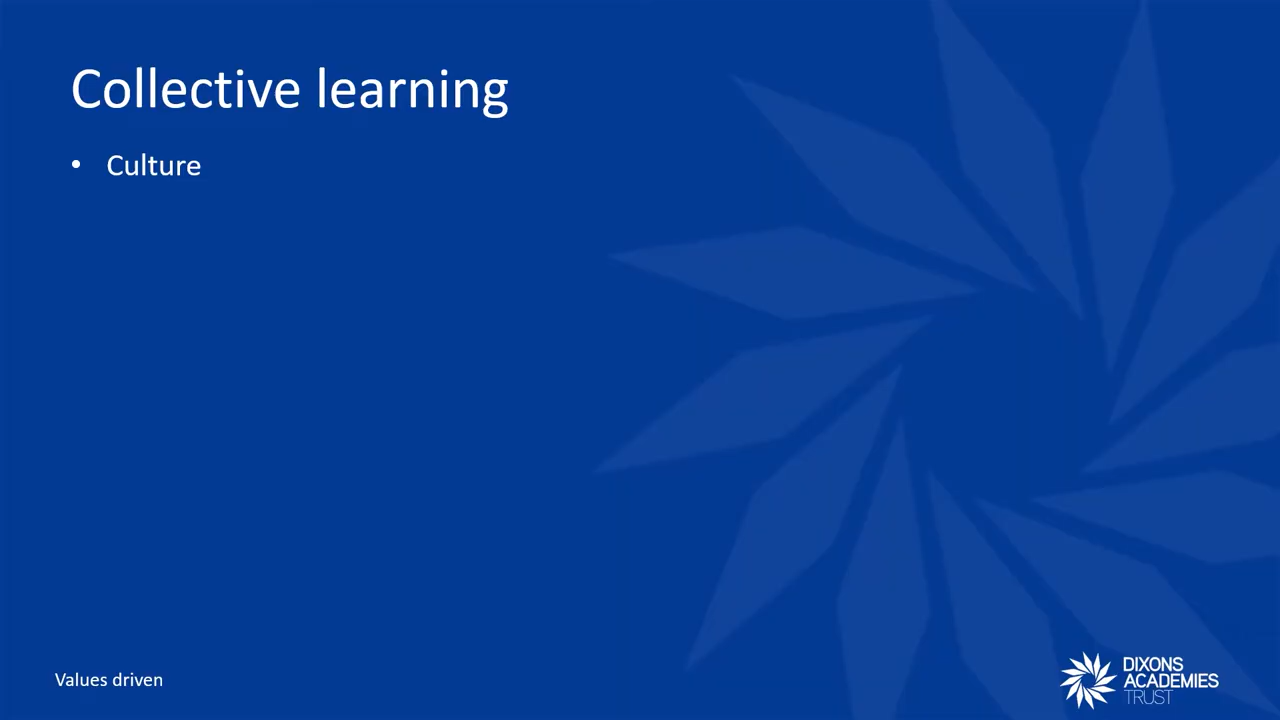 Collective learning
• Culture
Values driven
DIXONS
ACADEMIES
TRUST